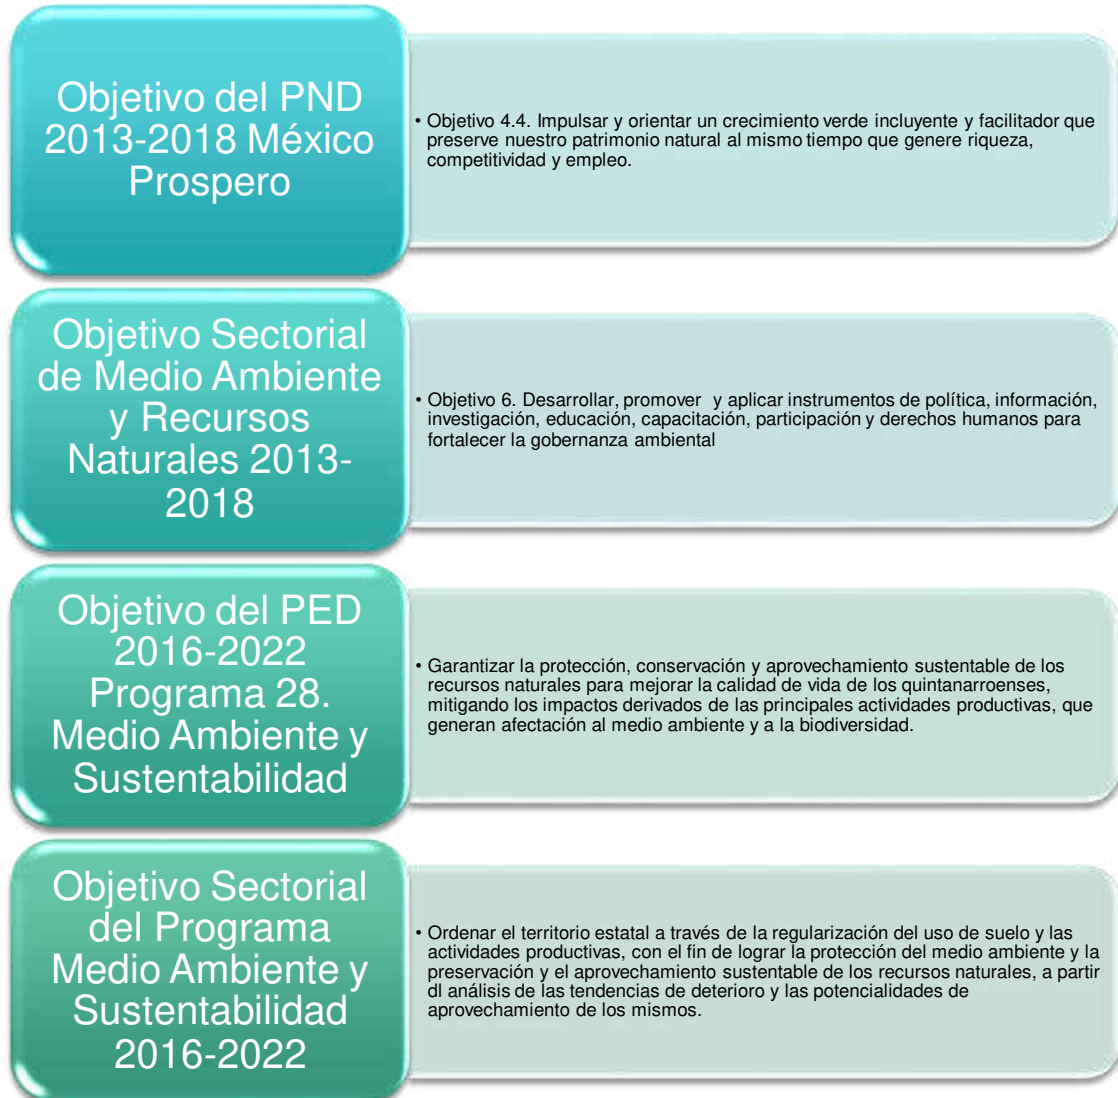 Objetivo del PND
2013-2018 México
Prospero
• Objetivo 4.4. Impulsar y orientar un crecimiento verde incluyente y facilitador que
preserve nuestro patrimonio natural al mismo tiempo que genere riqueza,
competitividad y empleo.
Objetivo Sectorial
de Medio Ambiente
y Recursos
Naturales 2013-
2018
• Objetivo 6. Desarrollar, promover y aplicar instrumentos de política, información,
investigación, educación, capacitación, participación y derechos humanos para
fortalecer la gobernanza ambiental
Objetivo del PED
2016-2022
Programa 28.
Medio Ambiente y
Sustentabilidad
• Garantizar la protección, conservación y aprovechamiento sustentable de los
recursos naturales para mejorar la calidad de vida de los quintanarroenses,
mitigando los impactos derivados de las principales actividades productivas, que
generan afectación al medio ambiente y a la biodiversidad.
Objetivo Sectorial
del Programa
Medio Ambiente y
Sustentabilidad
2016-2022
• Ordenar el territorio estatal a través de la regularización del uso de suelo y las
actividades productivas, con el fin de lograr la protección del medio ambiente y la
preservación y el aprovechamiento sustentable de los recursos naturales, a partir
dl análisis de las tendencias de deterioro y las potencialidades de
aprovechamiento de los mismos.